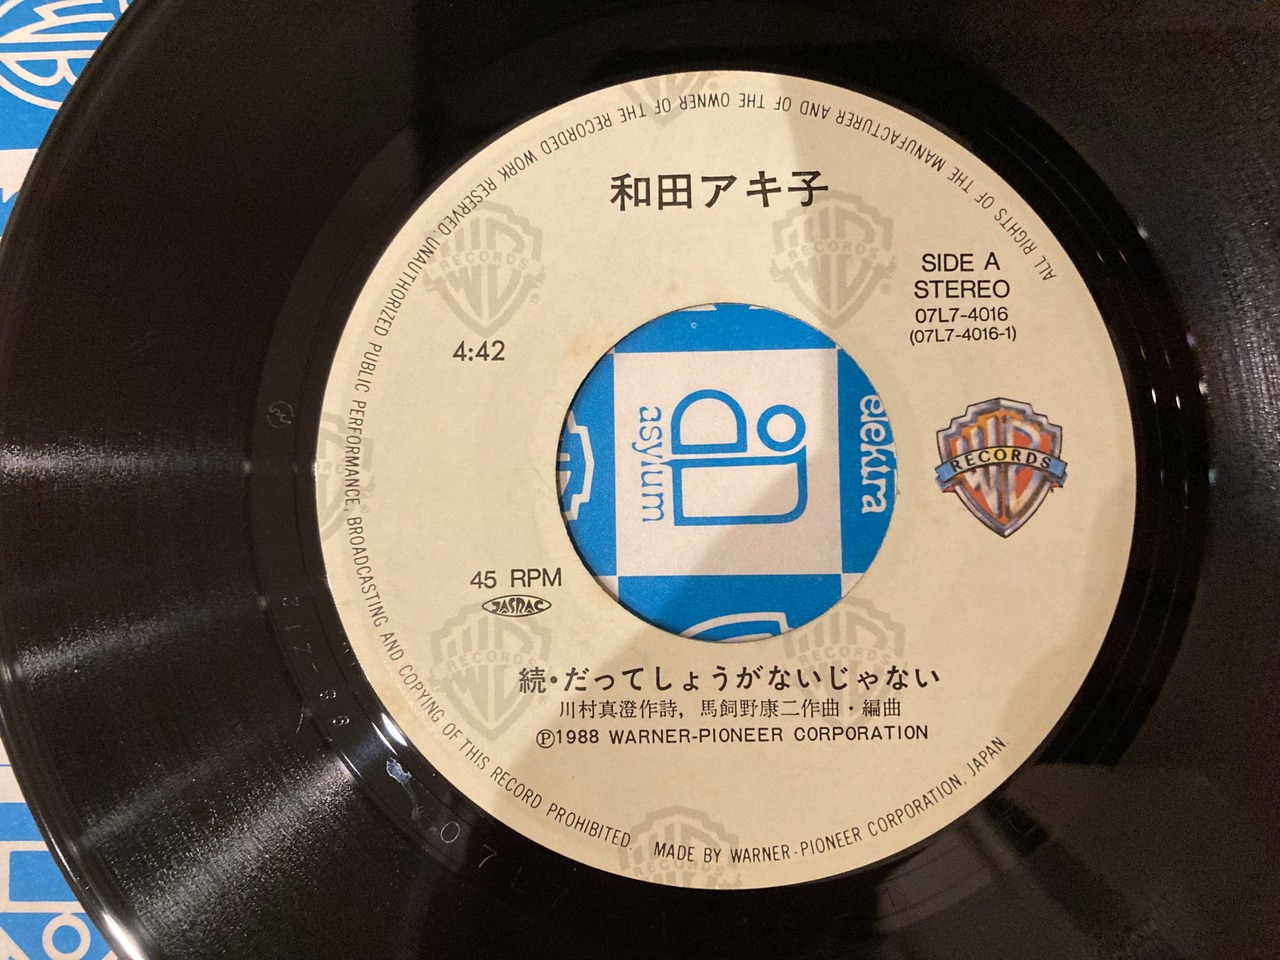 ALL RIGHTS OF THE MANUFACTURER AND OF THE OWNER OF THE RECORDED WORK RESERVED. UNAUTHORIZED PUBLIC PERFORMANCE, BROADCASTING AND COPYING OF THIS RECORD PROHIBITED.
和田アキ子
SIDE A
STEREO
07L7-4016
(07L7-4016-1)
4:42
RECORDS
asylum
elektra
45 RPM
JASRAC
続・だってしょうがないじゃない
川村真澄作詩, 馬飼野康二作曲・編曲
Ⓟ1988 WARNER-PIONEER CORPORATION
MADE BY WARNER-PIONEER CORPORATION, JAPAN.